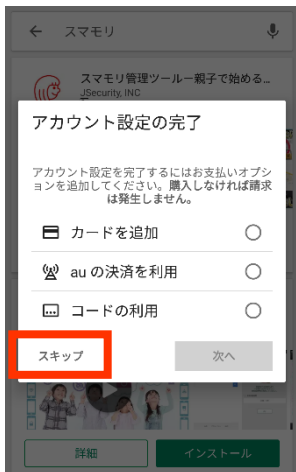 スマモリ
スマモリ管理ツールー親子で始める...
JSecurity, INC
アカウント設定の完了
アカウント設定を完了するにはお支払いオプシ
ョンを追加してください。購入しなければ請求
は発生しません。
カードを追加
au の決済を利用
コードの利用
スキップ
次へ
詳細
インストール